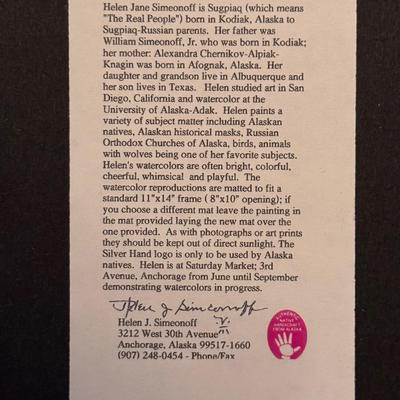 Helen Jane Simeonoff is Sugpiaq (which means
"The Real People") born in Kodiak, Alaska to
Sugpiaq-Russian parents. Her father was
William Simeonoff, Jr. who was born in Kodiak;
her mother: Alexandra Chernikov-Alpiak-
Knagin was born in Afognak, Alaska. Her
daughter and grandson live in Albuquerque and
her son lives in Texas. Helen studied art in San
Diego, California and watercolor at the
University of Alaska-Adak. Helen paints a
variety of subject matter including Alaskan
natives, Alaskan historical masks, Russian
Orthodox Churches of Alaska, birds, animals
with wolves being one of her favorite subjects.
Helen's watercolors are often bright, colorful,
cheerful, whimsical and playful. The
watercolor reproductions are matted to fit a
standard 11"x14" frame ( 8"x10" opening); if
you choose a different mat leave the painting in
the mat provided laying the new mat over the
one provided. As with photographs or art prints
they should be kept out of direct sunlight. The
Silver Hand logo is only to be used by Alaska
natives. Helen is at Saturday Market; 3rd
Avenue, Anchorage from June until September
demonstrating watercolors in progress.
Helen J Simeonoff
Helen J. Simeonoff
3212 West 30th Avenue
Anchorage, Alaska 99517-1660
(907) 248-0454 - Phone/Fax
AUTHENTIC
NATIVE
HANDICRAFT
FROM ALASKA